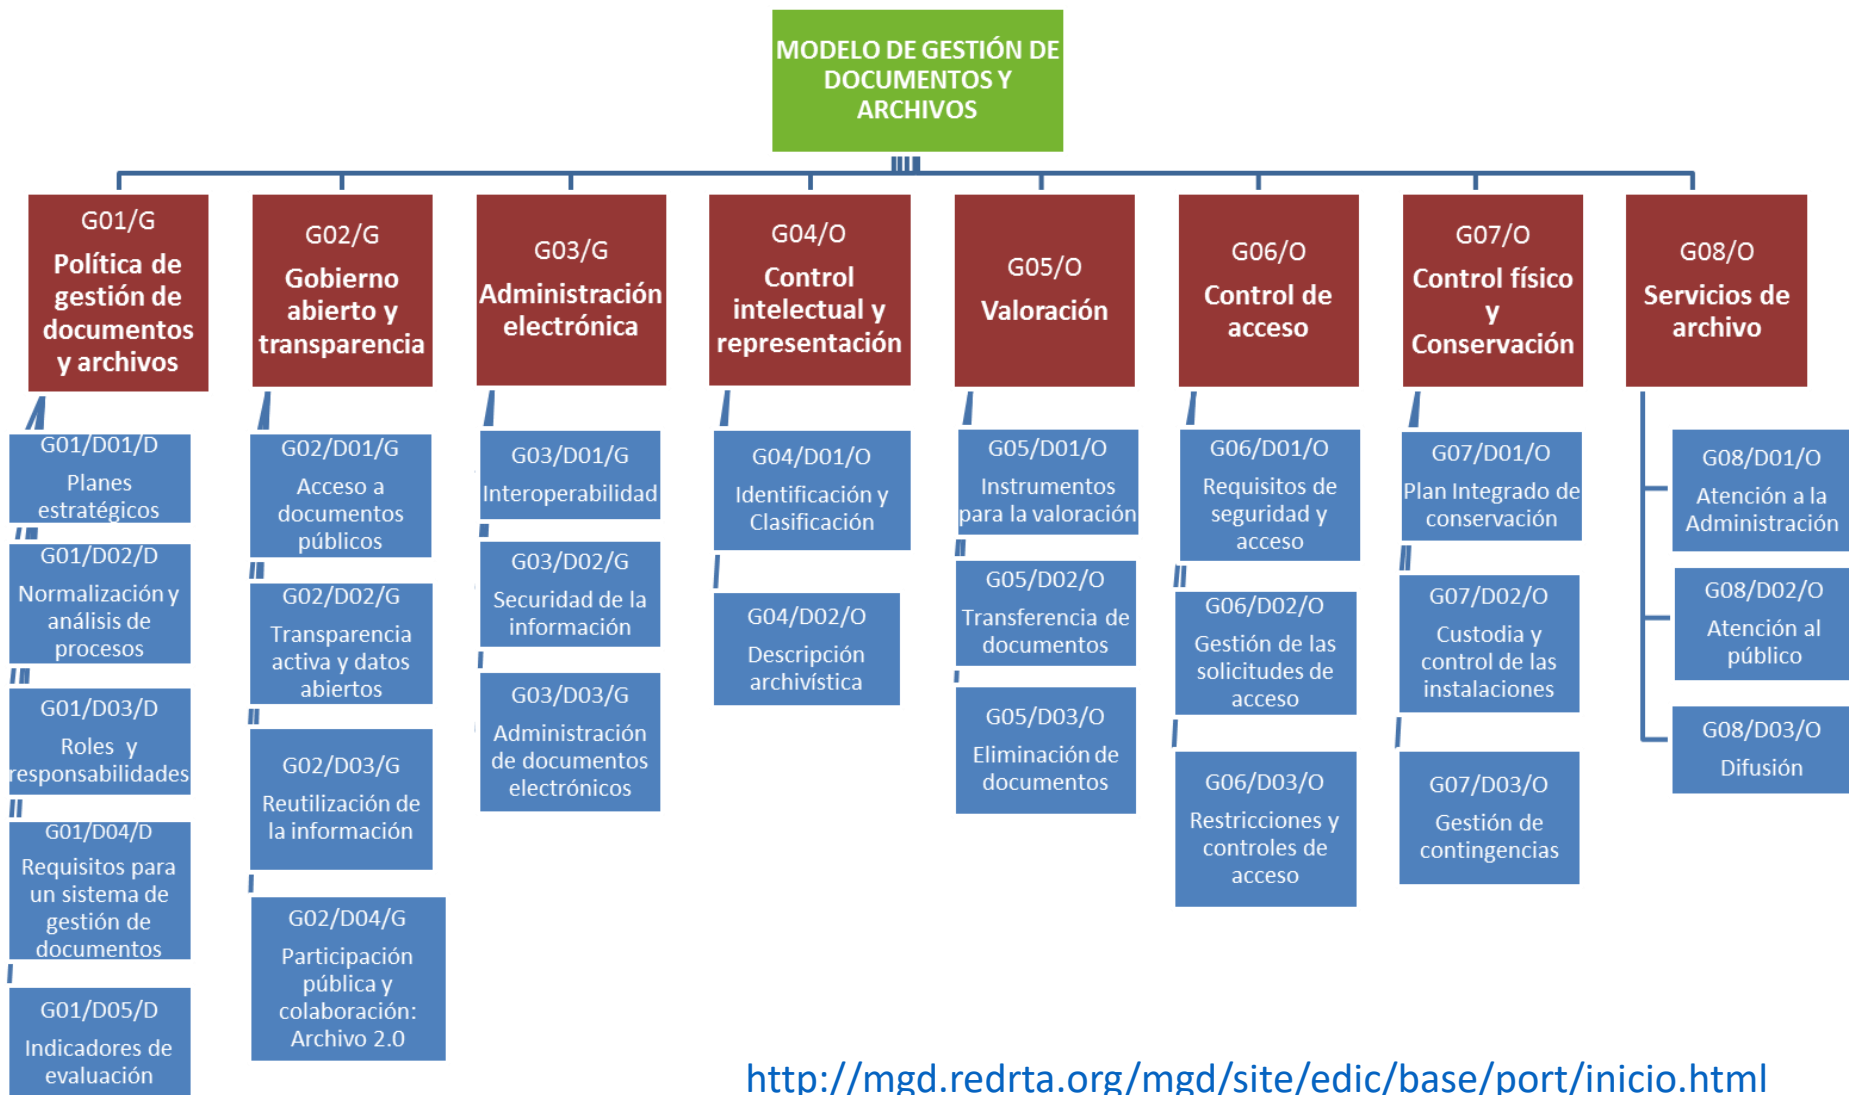 MODELO DE GESTIÓN DE
DOCUMENTOS Y
ARCHIVOS
G01/G
Política de
gestión de
documentos
y archivos
G01/D01/D
Planes
estratégicos
G01/D02/D
Normalización y
análisis de
procesos
G01/D03/D
Roles y
responsabilidades
G01/D04/D
Requisitos para
un sistema de
gestión de
documentos
G01/D05/D
Indicadores de
evaluación
G02/G
Gobierno
abierto y
transparencia
G02/D01/G
Acceso a
documentos
públicos
G02/D02/G
Transparencia
activa y datos
abiertos
G02/D03/G
Reutilización de
la información
G02/D04/G
Participación
pública y
colaboración:
Archivo 2.0
G03/G
Administración
electrónica
G03/D01/G
Interoperabilidad
G03/D02/G
Securidad de la
información
G03/D03/G
Administración
de documentos
electrónicos
G04/O
Control
intelectual y
representación
G04/D01/O
Identificación y
Clasificación
G04/D02/O
Descripción
archivística
G05/O
Valoración
G05/D01/O
Instrumentos
para la valoración
G05/D02/O
Transferencia de
documentos
G05/D03/O
Eliminación de
documentos
G06/O
Control de
acceso
G06/D01/O
Requisitos de
seguridad y
acceso
G06/D02/O
Gestión de las
solicitudes de
acceso
G06/D03/O
Restricciones y
controles de
acceso
G07/O
Control físico
y
Conservación
G07/D01/O
Plan Integrado de
conservación
G07/D02/O
Custodia y
control de las
instalaciones
G07/D03/O
Gestión de
contingencias
G08/O
Servicios de
archivo
G08/D01/O
Atención a la
Administración
G08/D02/O
Atención al
público
G08/D03/O
Difusión
http://mgd.redrta.org/mgd/site/edic/base/port/inicio.html